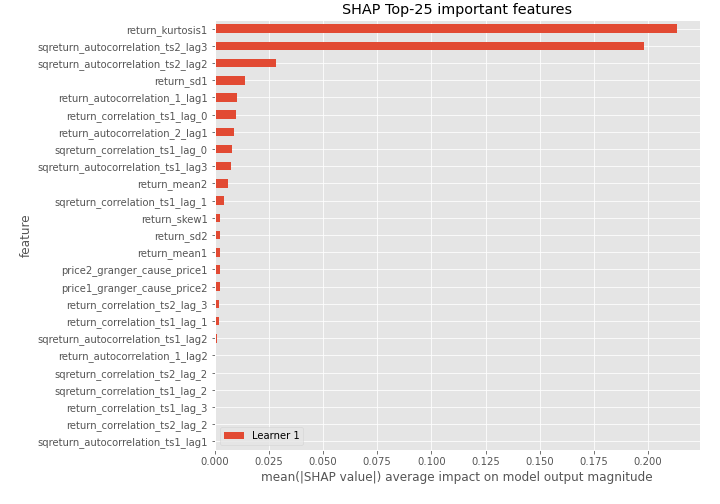 SHAP Top-25 important features
return_kurtosis1
sqreturn_autocorrelation_ts2_lag3
sqreturn_autocorrelation_ts2_lag2
return_sd1
return_autocorrelation_1_lag1
return_correlation_ts1_lag_0
return_autocorrelation_2_lag1
sqreturn_correlation_ts1_lag_0
sqreturn_autocorrelation_ts1_lag3
return_mean2
sqreturn_correlation_ts1_lag_1
return_skew1
return_sd2
return_mean1
price2_granger_cause_price1
price1_granger_cause_price2
return_correlation_ts2_lag_3
return_correlation_ts1_lag_1
sqreturn_autocorrelation_ts1_lag2
return_autocorrelation_1_lag2
sqreturn_correlation_ts2_lag_2
sqreturn_correlation_ts1_lag_2
return_correlation_ts1_lag_3
return_correlation_ts2_lag_2
sqreturn_autocorrelation_ts1_lag1
feature
Learner 1
0.000 0.025 0.050 0.075 0.100 0.125 0.150 0.175 0.200
mean(|SHAP value|) average impact on model output magnitude